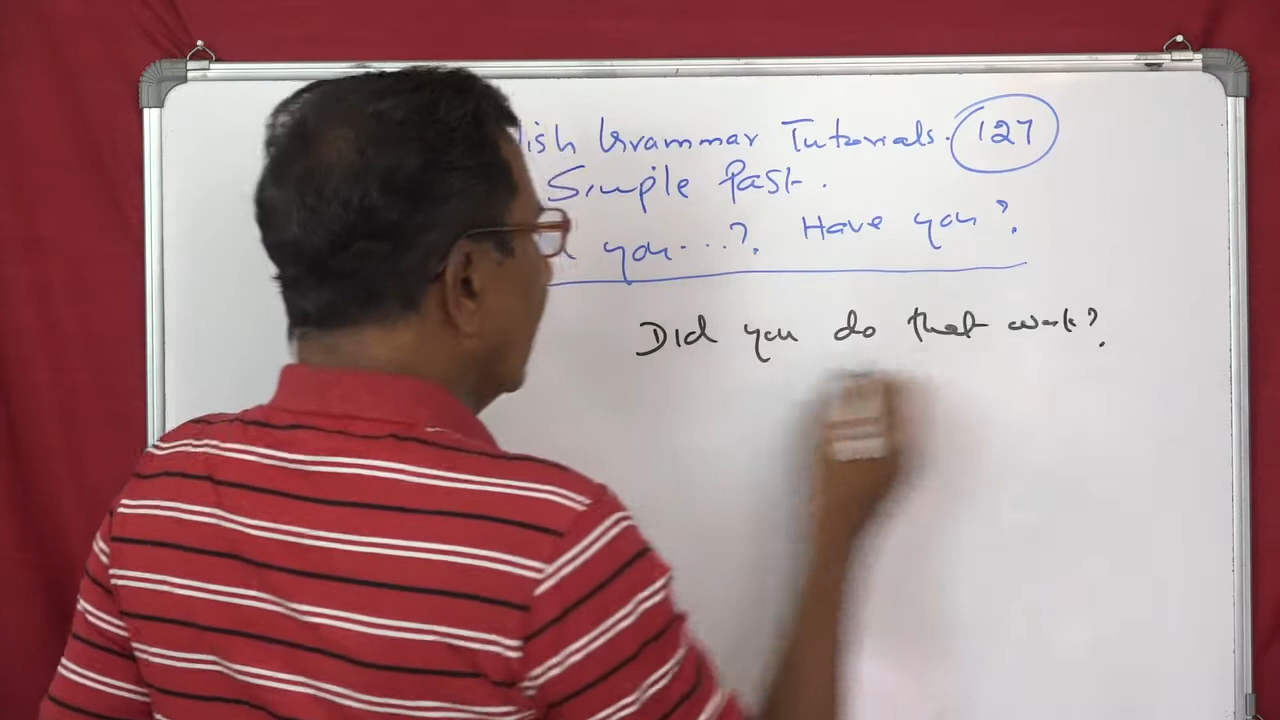 lish Grammar Tutorials. 127
Simple Past.
you...?. Have you?
Did you do that work?